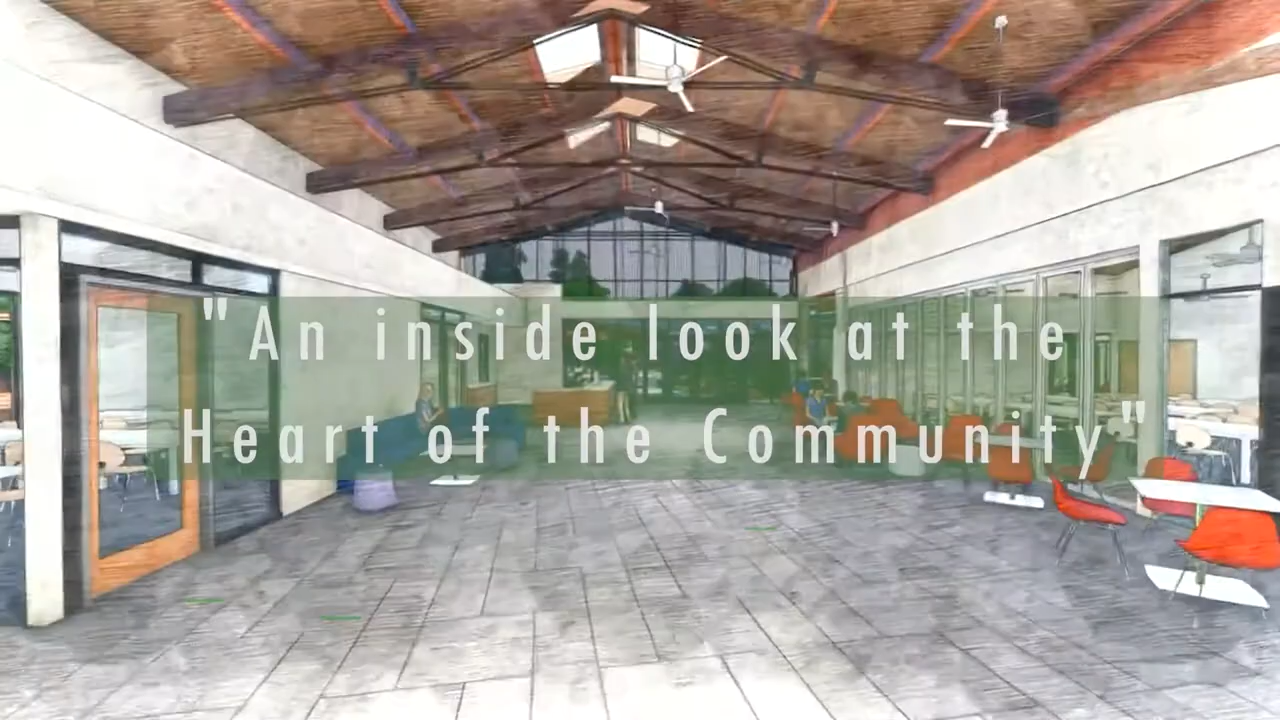 "An inside look at the
Heart of the Community"